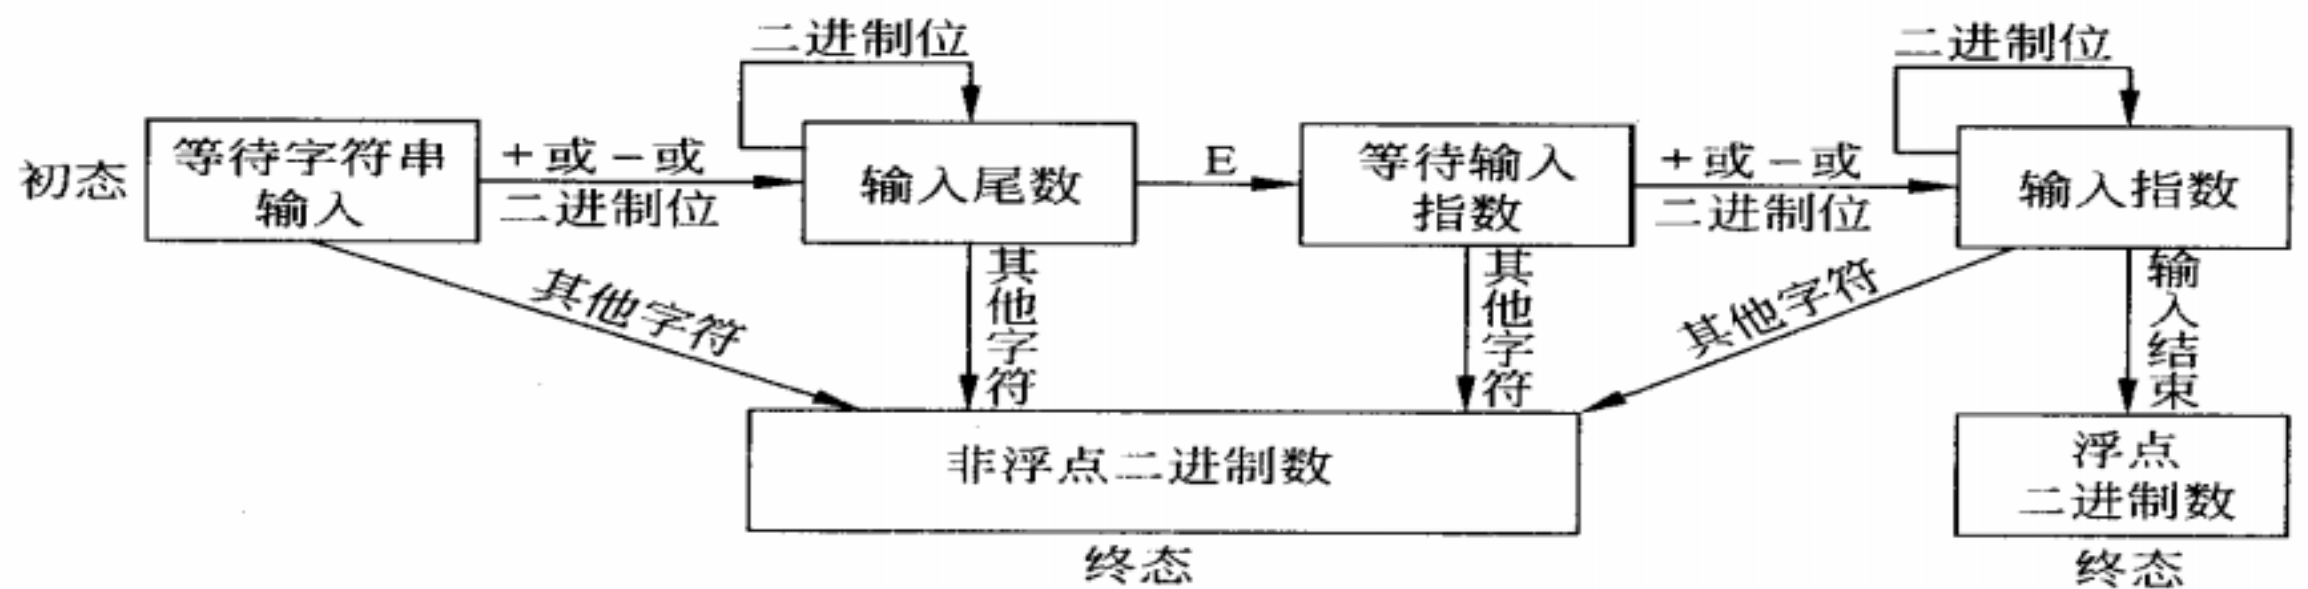 二进制位
二进制位
初态
等待字符串
输入
+或-或
二进制位
输入尾数
E
等待输入
指数
+或-或
二进制位
输入指数
其他字符
其他字符
其他字符
其他字符
输入结束
非浮点二进制数
浮点
二进制数
终态
终态